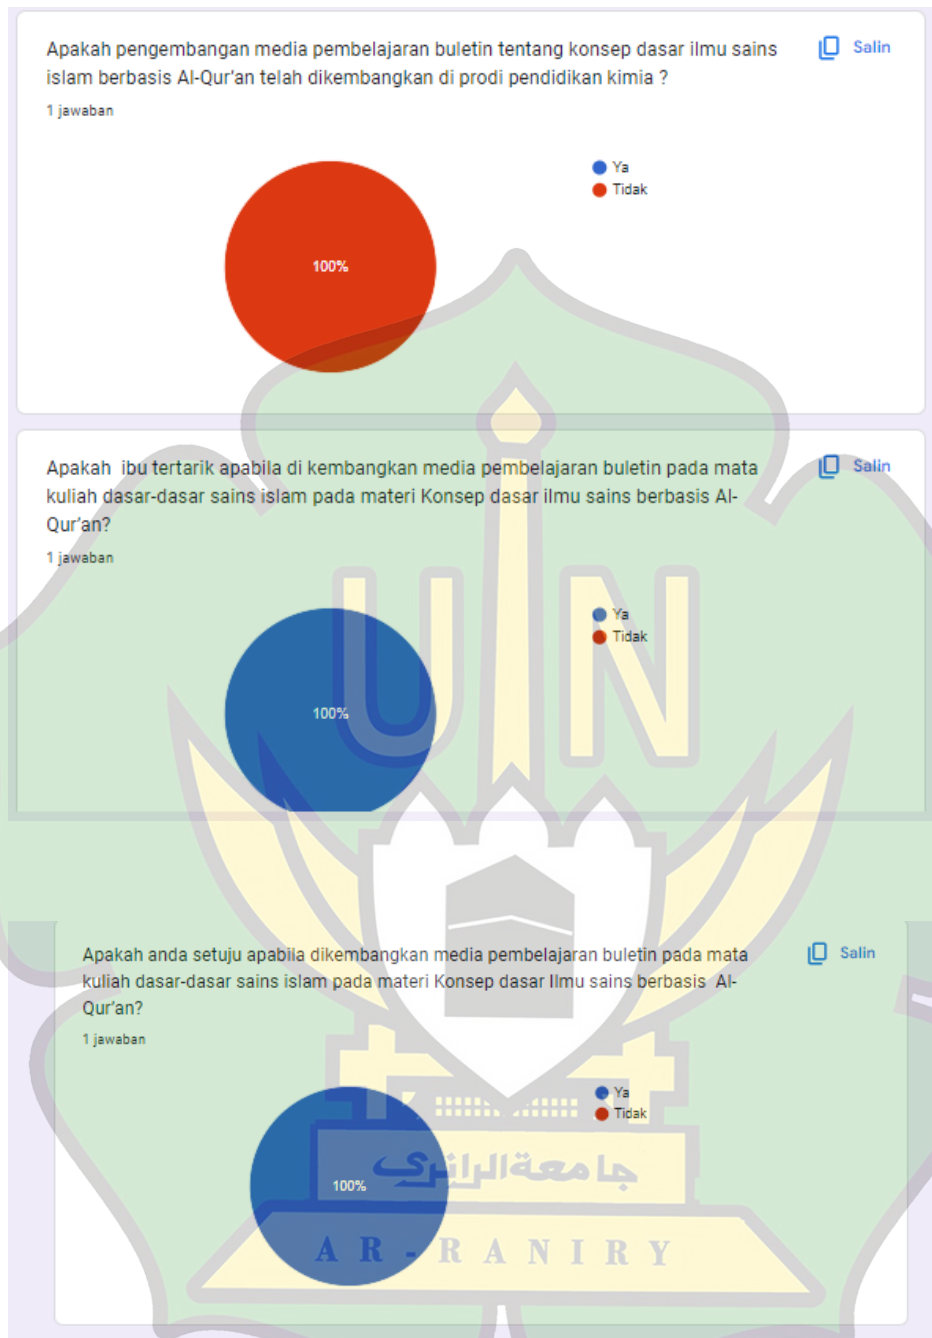 Apakah pengembangan media pembelajaran buletin tentang konsep dasar ilmu sains
islam berbasis Al-Qur'an telah dikembangkan di prodi pendidikan kimia ?
Salin
1 jawaban
Ya
Tidak
100%
Apakah  ibu tertarik apabila di kembangkan media pembelajaran buletin pada mata
kuliah dasar-dasar sains islam pada materi Konsep dasar ilmu sains berbasis Al-
Qur'an?
Salin
1 jawaban
Ya
Tidak
100%
UIN
Apakah anda setuju apabila dikembangkan media pembelajaran buletin pada mata
kuliah dasar-dasar sains islam pada materi Konsep dasar Ilmu sains berbasis  Al-
Qur'an?
Salin
1 jawaban
Ya
Tidak
100%
جامعة الرانري
AR-RANIRY